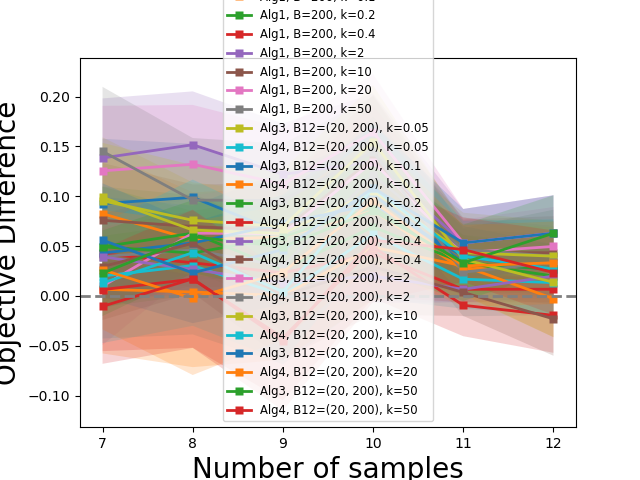 Alg1, B=200, k=0.2
Alg1, B=200, k=0.4
Alg1, B=200, k=2
Alg1, B=200, k=10
Alg1, B=200, k=20
Alg1, B=200, k=50
Alg3, B12=(20, 200), k=0.05
Alg4, B12=(20, 200), k=0.05
Alg3, B12=(20, 200), k=0.1
Alg4, B12=(20, 200), k=0.1
Alg3, B12=(20, 200), k=0.2
Alg4, B12=(20, 200), k=0.2
Alg3, B12=(20, 200), k=0.4
Alg4, B12=(20, 200), k=0.4
Alg3, B12=(20, 200), k=2
Alg4, B12=(20, 200), k=2
Alg3, B12=(20, 200), k=10
Alg4, B12=(20, 200), k=10
Alg3, B12=(20, 200), k=20
Alg4, B12=(20, 200), k=20
Alg3, B12=(20, 200), k=50
Alg4, B12=(20, 200), k=50
Objective Difference
0.20
0.15
0.10
0.05
0.00
−0.05
−0.10
7 8 9 10 11 12
Number of samples